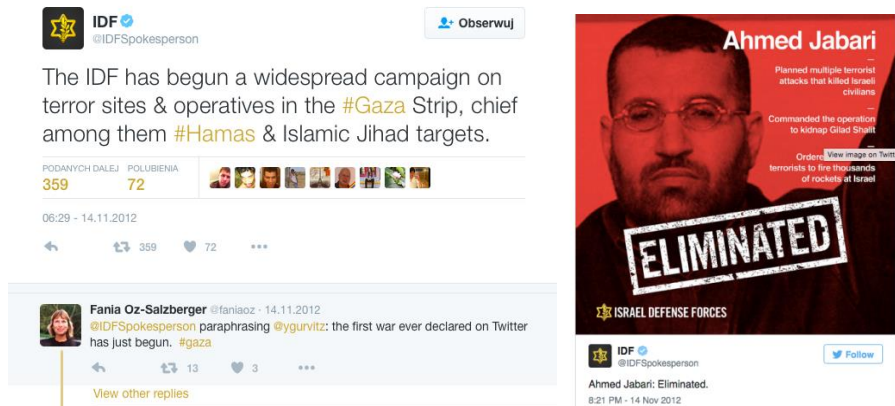 IDF
@IDFSpokesperson
Obserwuj
The IDF has begun a widespread campaign on
terror sites & operatives in the #Gaza Strip, chief
among them #Hamas & Islamic Jihad targets.
PODANYCH DALEJ POLUBIENIA
359 72
06:29 - 14.11.2012
359 72
Fania Oz-Salzberger @faniaoz · 14.11.2012
@IDFSpokesperson paraphrasing @ygurvitz: the first war ever declared on Twitter
has just begun. #gaza
13 3
View other replies
Ahmed Jabari
Planned multiple terrorist
attacks that killed Israeli
civilians
Commanded the operation
to kidnap Gilad Shalit
Ordere View image on Twitt
terrorists to fire thousands
of rockets at Israel
ELIMINATED
ISRAEL DEFENSE FORCES
IDF
@IDFSpokesperson
Follow
Ahmed Jabari: Eliminated.
8:21 PM - 14 Nov 2012